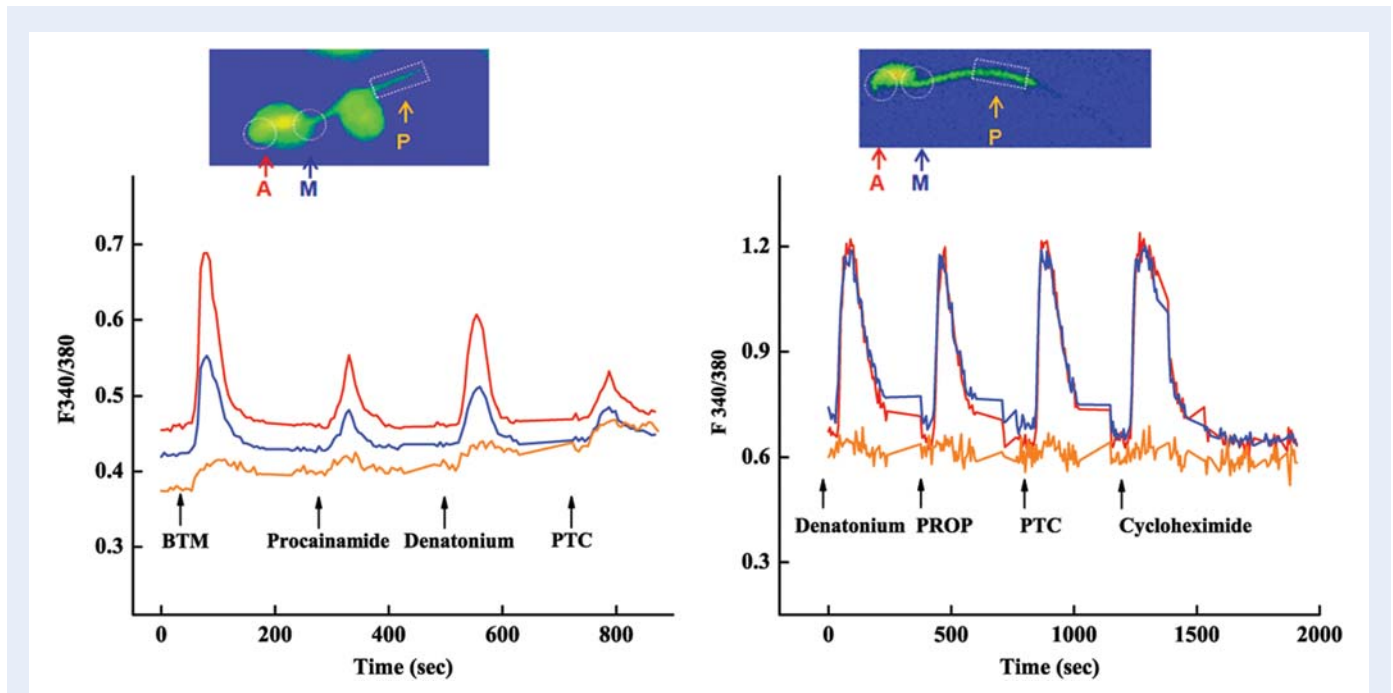 P
A M
0.7
0.6
0.5
0.4
0.3
F340/380
BTM Procainamide Denatonium PTC
0 200 400 600 800
Time (sec)
P
A M
1.2
0.9
0.6
0.3
F 340/380
Denatonium PROP PTC Cycloheximide
0 500 1000 1500 2000
Time (sec)